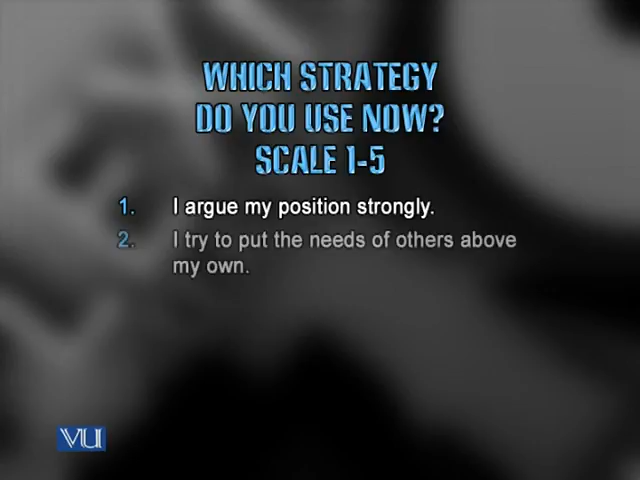 WHICH STRATEGY
DO YOU USE NOW?
SCALE 1-5
1. I argue my position strongly.
2. I try to put the needs of others above
my own.
VU